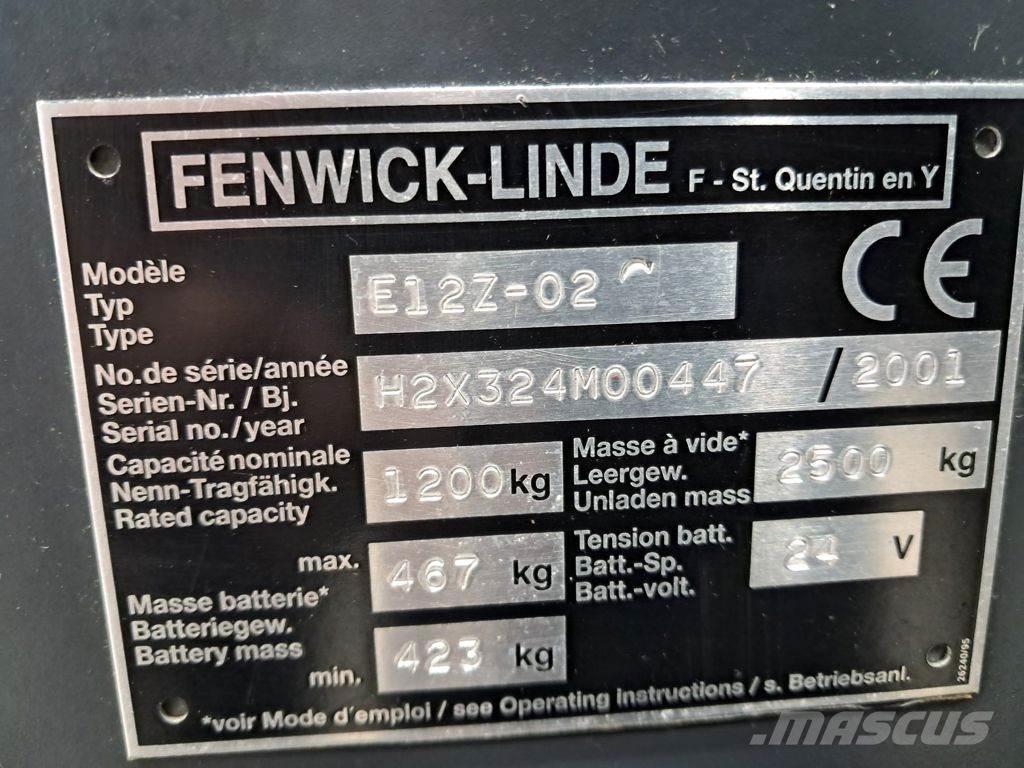 FENWICK-LINDE F - St. Quentin en Y
CE
Modèle
Typ
Type
E12Z-02
No.de série/année
Serien-Nr. / Bj.
Serial no./year
H2X324M00447 / 2001
Capacité nominale
Nenn-Tragfähigk.
Rated capacity
1200 kg
Masse à vide*
Leergew.
Unladen mass
2500 kg
max. 467 kg
Tension batt.
Batt.-Sp.
Batt.-volt.
24 V
Masse batterie*
Batteriegew.
Battery mass
min. 423 kg
*voir Mode d'emploi / see Operating instructions / s. Betriebsanl.
26240/95
MASCUS